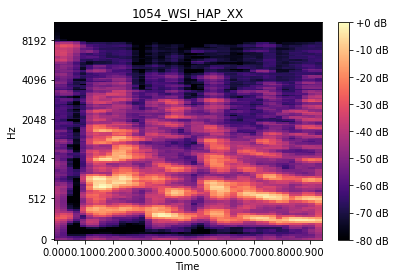 1054_WSI_HAP_XX
+0 dB
8192
-10 dB
-20 dB
4096
-30 dB
2048
-40 dB
Hz
1024
-50 dB
512
-60 dB
-70 dB
0
-80 dB
0.0000.1000.2000.3000.4000.5000.6000.7000.8000.900
Time